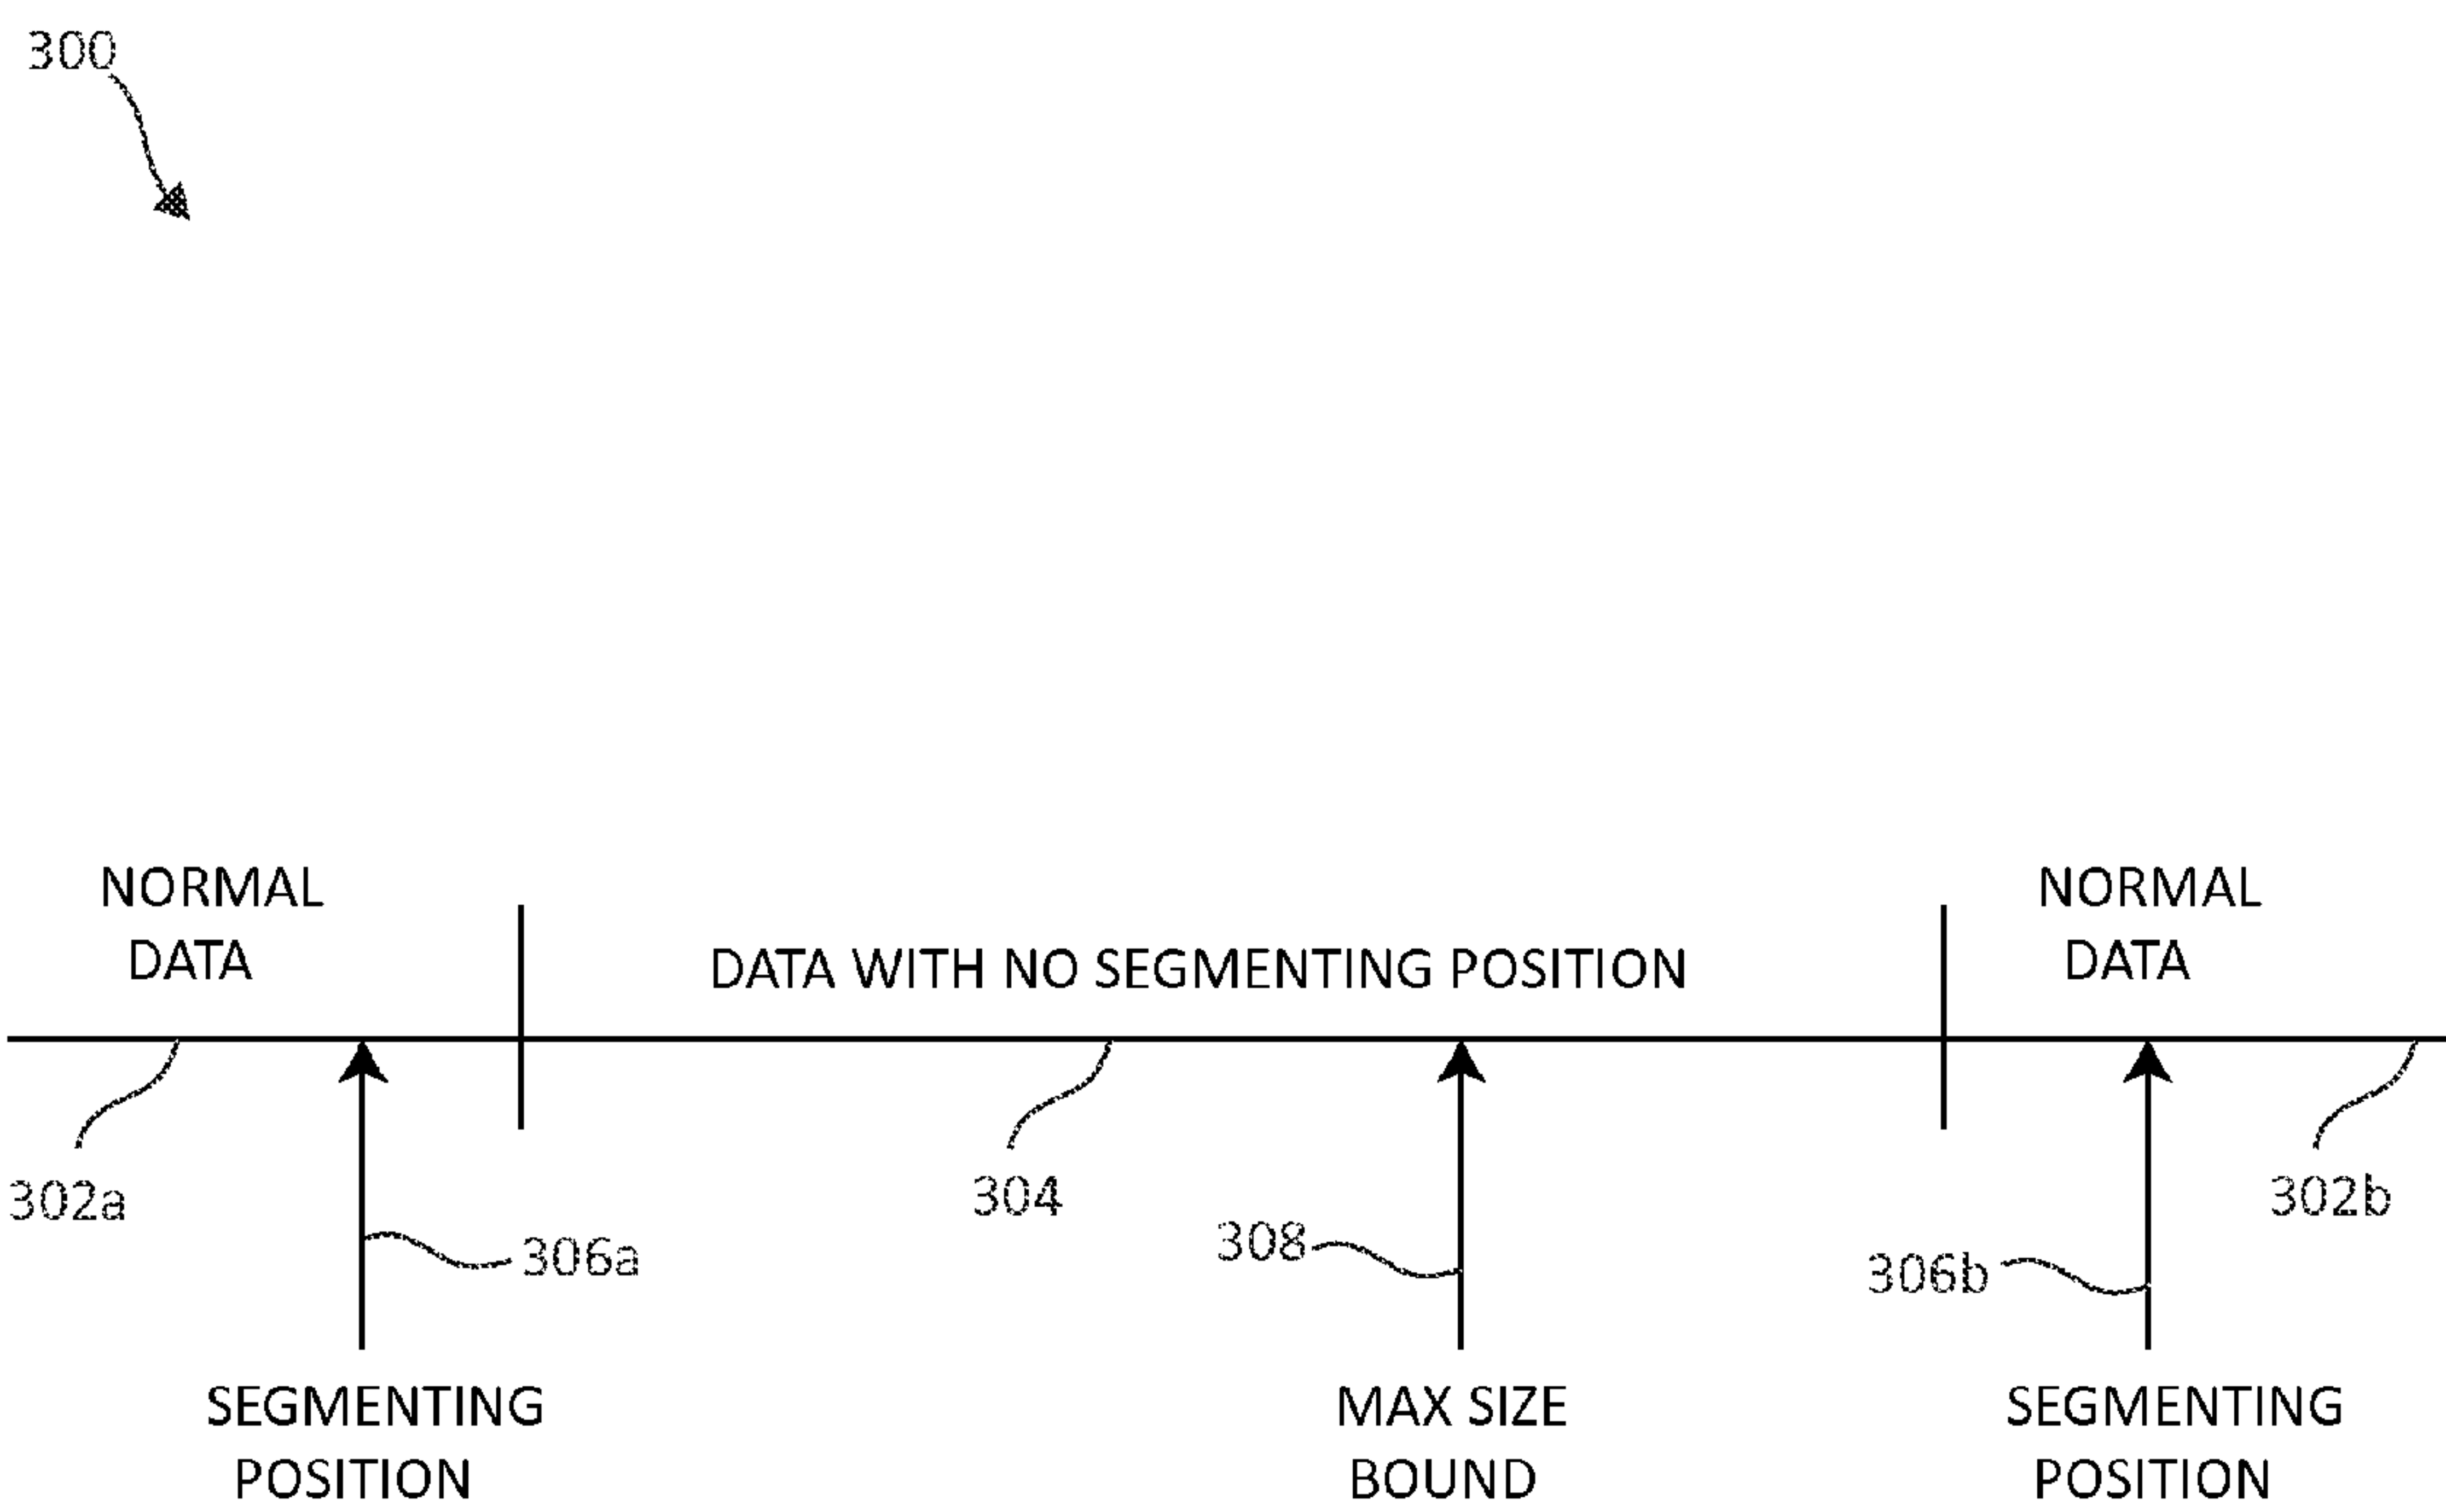 300
NORMAL
DATA
DATA WITH NO SEGMENTING POSITION
NORMAL
DATA
302a
306a
304
308
306b
302b
SEGMENTING
POSITION
MAX SIZE
BOUND
SEGMENTING
POSITION